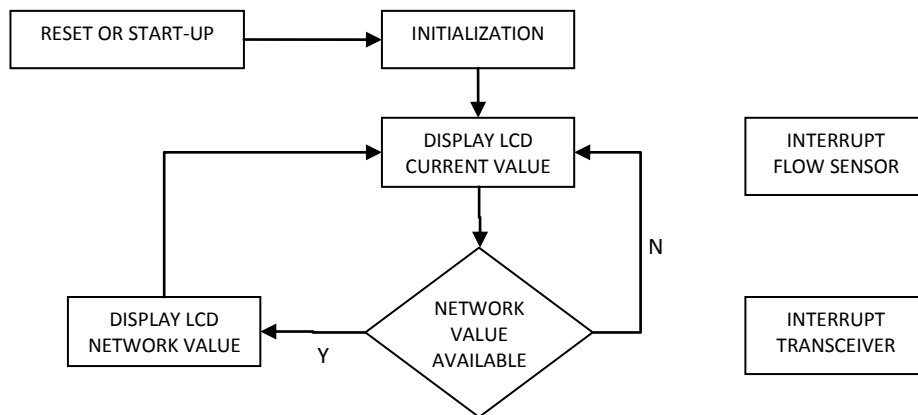 RESET OR START-UP
INITIALIZATION
DISPLAY LCD
CURRENT VALUE
INTERRUPT
FLOW SENSOR
N
DISPLAY LCD
NETWORK VALUE
Y
NETWORK
VALUE
AVAILABLE
INTERRUPT
TRANSCEIVER